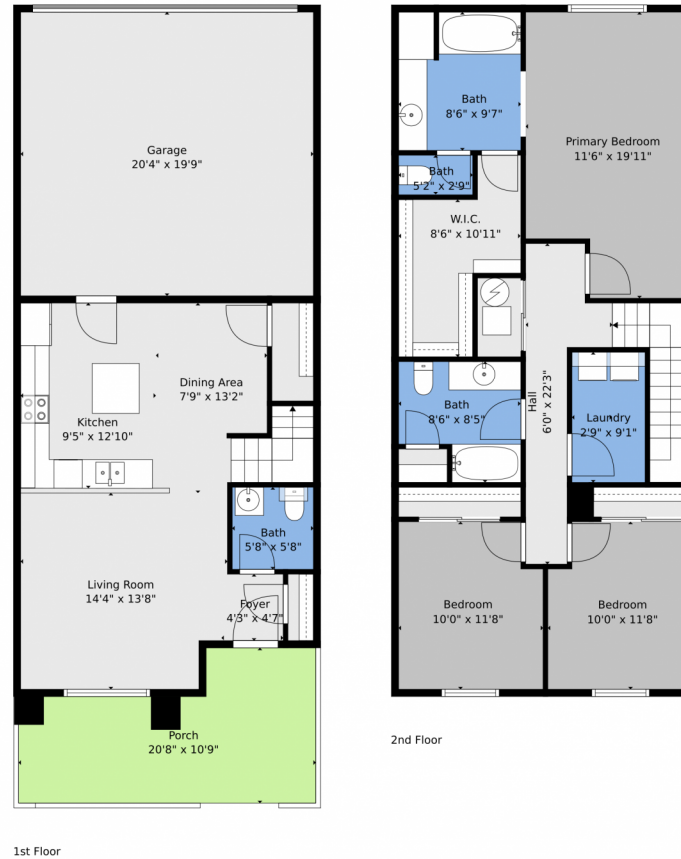 Garage
20'4" x 19'9"
Dining Area
7'9" x 13'2"
Kitchen
9'5" x 12'10"
Bath
5'8" x 5'8"
Living Room
14'4" x 13'8"
Foyer
4'3" x 4'7"
Porch
20'8" x 10'9"
1st Floor
Bath
8'6" x 9'7"
Primary Bedroom
11'6" x 19'11"
Bath
5'2" x 2'9"
W.I.C.
8'6" x 10'11"
Bath
8'6" x 8'5"
Hall
6'0" x 22'3"
Laundry
2'9" x 9'1"
Bedroom
10'0" x 11'8"
Bedroom
10'0" x 11'8"
2nd Floor